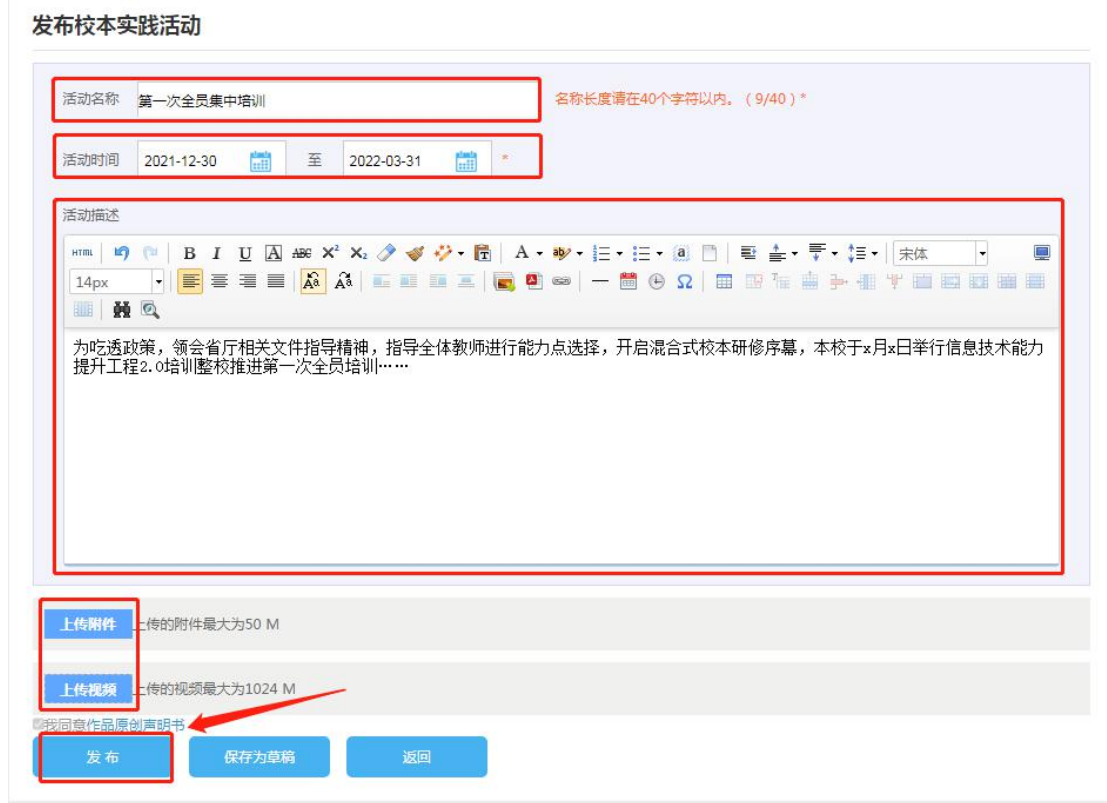 发布校本实践活动
活动名称 第一次全员集中培训 名称长度请在40个字符以内。（9/40）*
活动时间 2021-12-30 至 2022-03-31 *
活动描述
HTML B I U A ABC X² X₂ T A ab a 宋体
14px Aa Aa Ω
为吃透政策，领会省厅相关文件指导精神，指导全体教师进行能力点选择，开启混合式校本研修序幕，本校于x月x日举行信息技术能力
提升工程2.0培训整校推进第一次全员培训……
上传附件 上传的附件最大为50 M
上传视频 上传的视频最大为1024 M
我同意作品原创声明书
发布 保存为草稿 返回